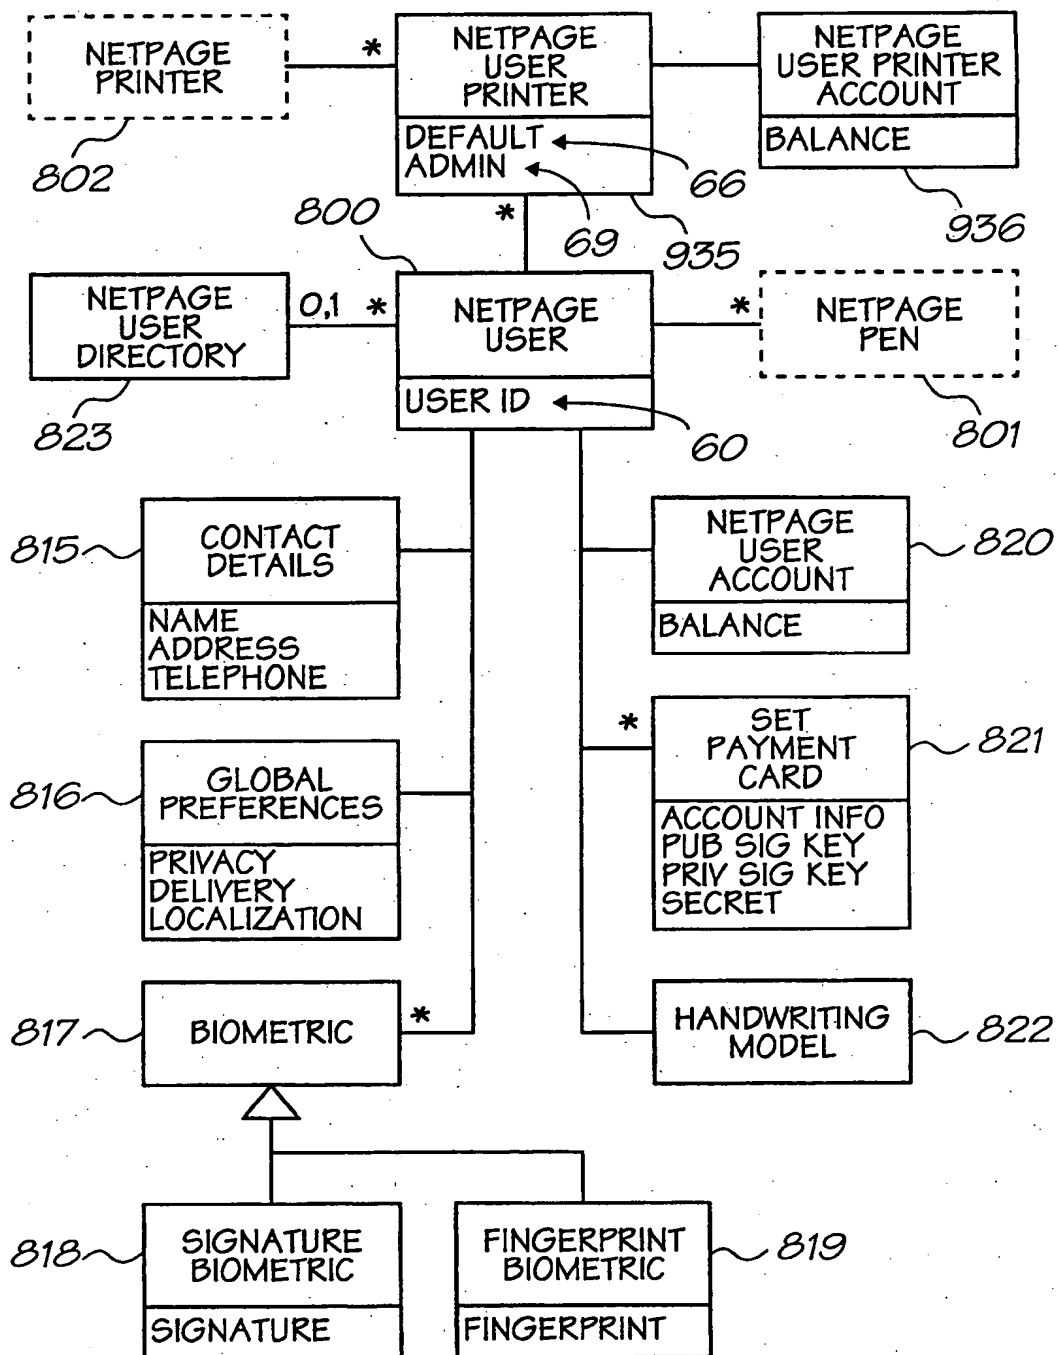 NETPAGE
PRINTER
802
*
NETPAGE
USER
PRINTER
DEFAULT
ADMIN
66
69
935
*
NETPAGE
USER PRINTER
ACCOUNT
BALANCE
936
800
NETPAGE
USER
DIRECTORY
823
0,1
*
NETPAGE
USER
USER ID
60
*
NETPAGE
PEN
801
815
CONTACT
DETAILS
NAME
ADDRESS
TELEPHONE
NETPAGE
USER
ACCOUNT
BALANCE
820
816
GLOBAL
PREFERENCES
PRIVACY
DELIVERY
LOCALIZATION
*
SET
PAYMENT
CARD
ACCOUNT INFO
PUB SIG KEY
PRIV SIG KEY
SECRET
821
817
BIOMETRIC
*
HANDWRITING
MODEL
822
818
SIGNATURE
BIOMETRIC
SIGNATURE
FINGERPRINT
BIOMETRIC
FINGERPRINT
819